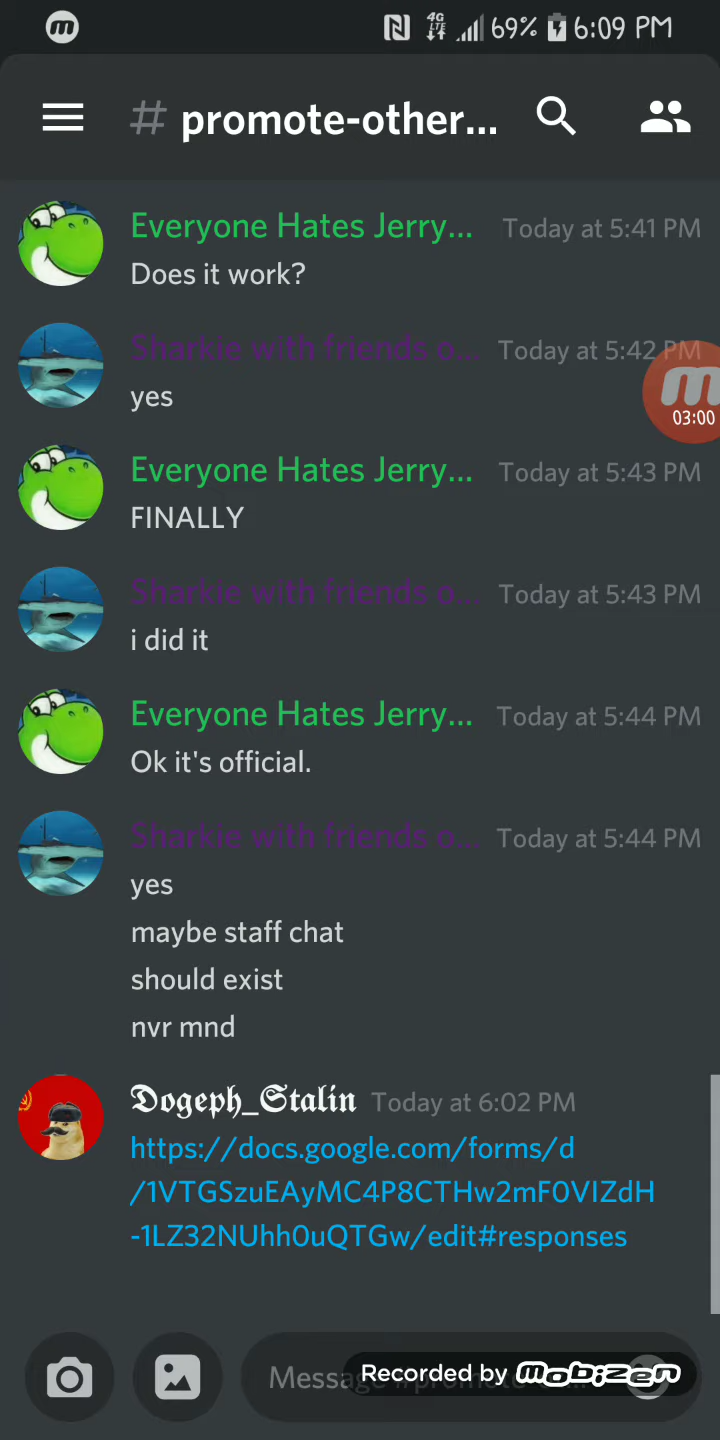 m
4G LTE 69% 6:09 PM
# promote-other...
Everyone Hates Jerry... Today at 5:41 PM
Does it work?
Sharkie with friends o... Today at 5:42 PM
yes
m
03:00
Everyone Hates Jerry... Today at 5:43 PM
FINALLY
Sharkie with friends o... Today at 5:43 PM
i did it
Everyone Hates Jerry... Today at 5:44 PM
Ok it's official.
Sharkie with friends o... Today at 5:44 PM
yes
maybe staff chat
should exist
nvr mnd
𝕯𝖔𝖌𝖊𝖕𝖍_𝕾𝖙𝖆𝖑𝖎𝖓 Today at 6:02 PM
https://docs.google.com/forms/d
/1VTGSzuEAyMC4P8CTHw2mF0VIZdH
-1LZ32NUhh0uQTGw/edit#responses
Recorded by mobizen